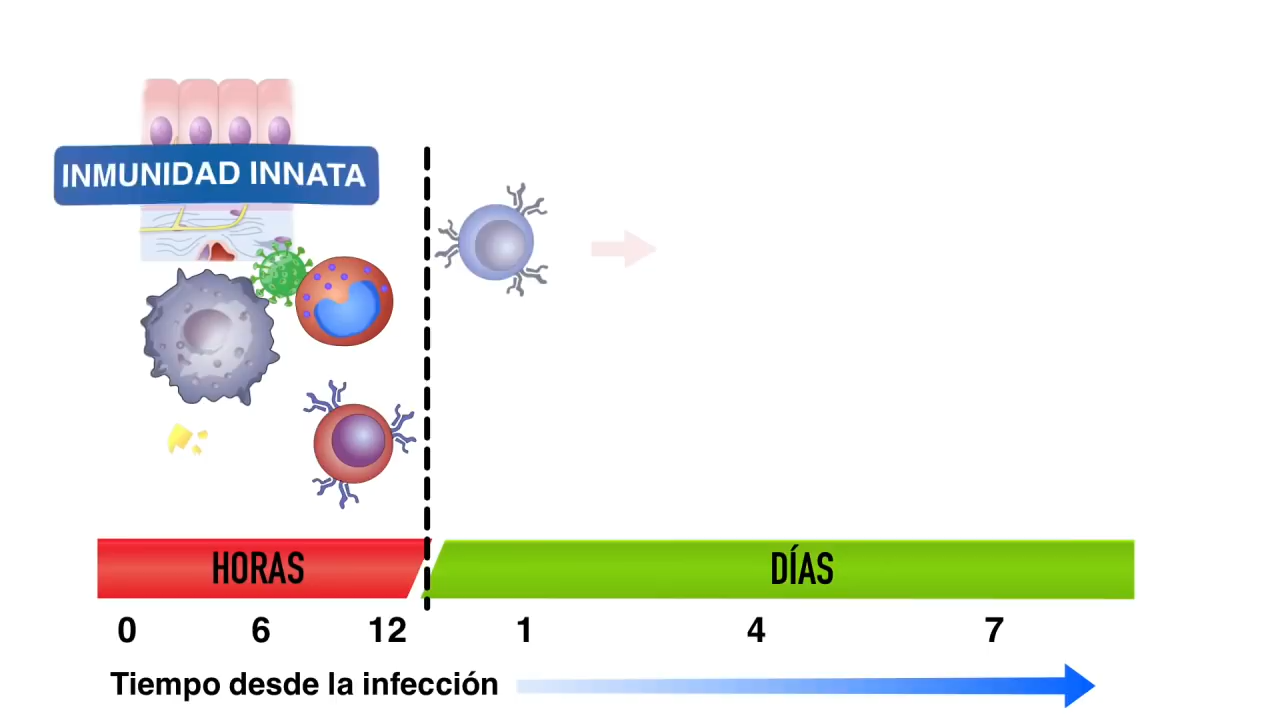 INMUNIDAD INNATA
HORAS DÍAS
0 6 12 1 4 7
Tiempo desde la infección